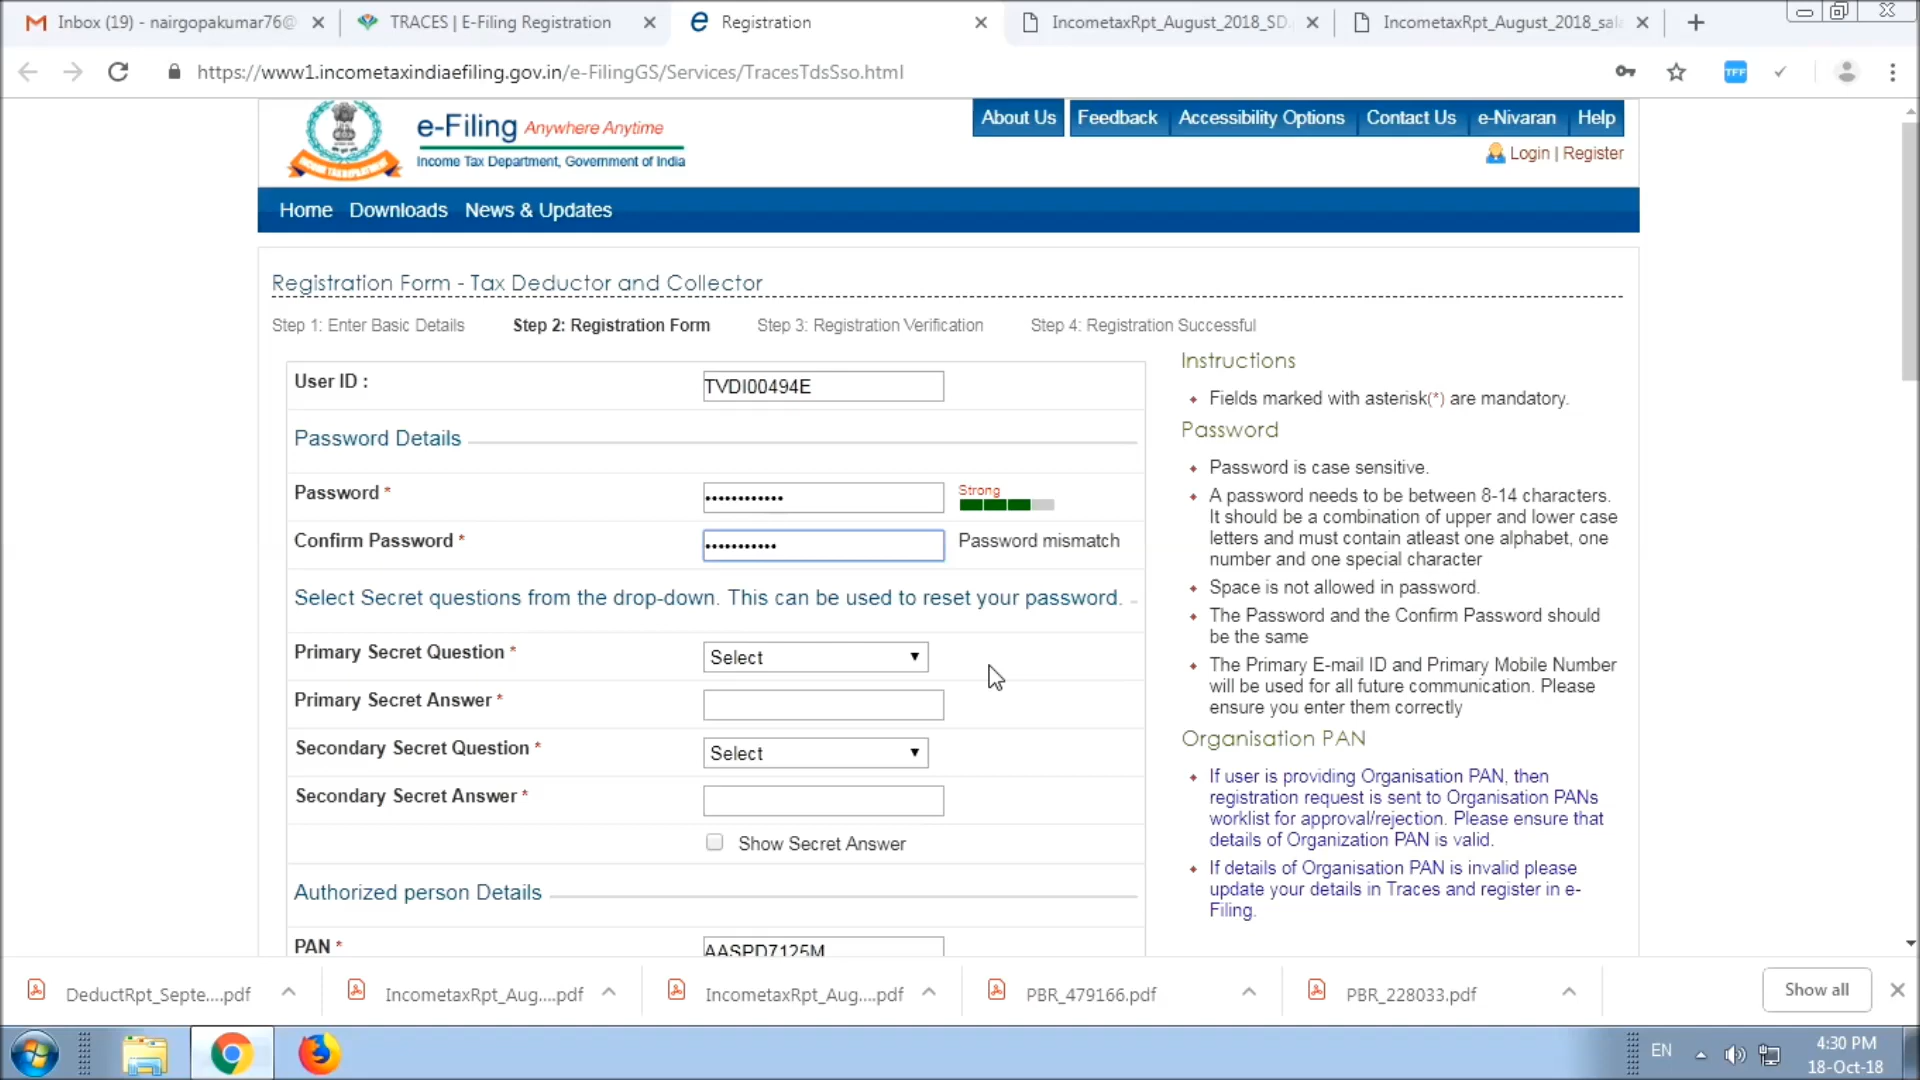 Inbox (19) - nairgopakumar76@
TRACES | E-Filing Registration
Registration
IncometaxRpt_August_2018_SD.
IncometaxRpt_August_2018_sal
https://www1.incometaxindiaefiling.gov.in/e-FilingGS/Services/TracesTdsSso.html
TFF
e-Filing Anywhere Anytime
Income Tax Department, Government of India
About Us Feedback Accessibility Options Contact Us e-Nivaran Help
Login | Register
Home Downloads News & Updates
Registration Form - Tax Deductor and Collector
Step 1: Enter Basic Details Step 2: Registration Form Step 3: Registration Verification Step 4: Registration Successful
User ID : TVDI00494E
Password Details
Password * •••••••••••• Strong
Confirm Password * ••••••••••• Password mismatch
Select Secret questions from the drop-down. This can be used to reset your password.
Primary Secret Question * Select
Primary Secret Answer *
Secondary Secret Question * Select
Secondary Secret Answer *
Show Secret Answer
Authorized person Details
PAN * AASPD7125M
Instructions
Fields marked with asterisk(*) are mandatory.
Password
Password is case sensitive.
A password needs to be between 8-14 characters.
It should be a combination of upper and lower case
letters and must contain atleast one alphabet, one
number and one special character
Space is not allowed in password.
The Password and the Confirm Password should
be the same
The Primary E-mail ID and Primary Mobile Number
will be used for all future communication. Please
ensure you enter them correctly
Organisation PAN
If user is providing Organisation PAN, then
registration request is sent to Organisation PANs
worklist for approval/rejection. Please ensure that
details of Organization PAN is valid.
If details of Organisation PAN is invalid please
update your details in Traces and register in e-
Filing.
DeductRpt_Septe....pdf
IncometaxRpt_Aug....pdf
IncometaxRpt_Aug....pdf
PBR_479166.pdf
PBR_228033.pdf
Show all
EN
4:30 PM
18-Oct-18